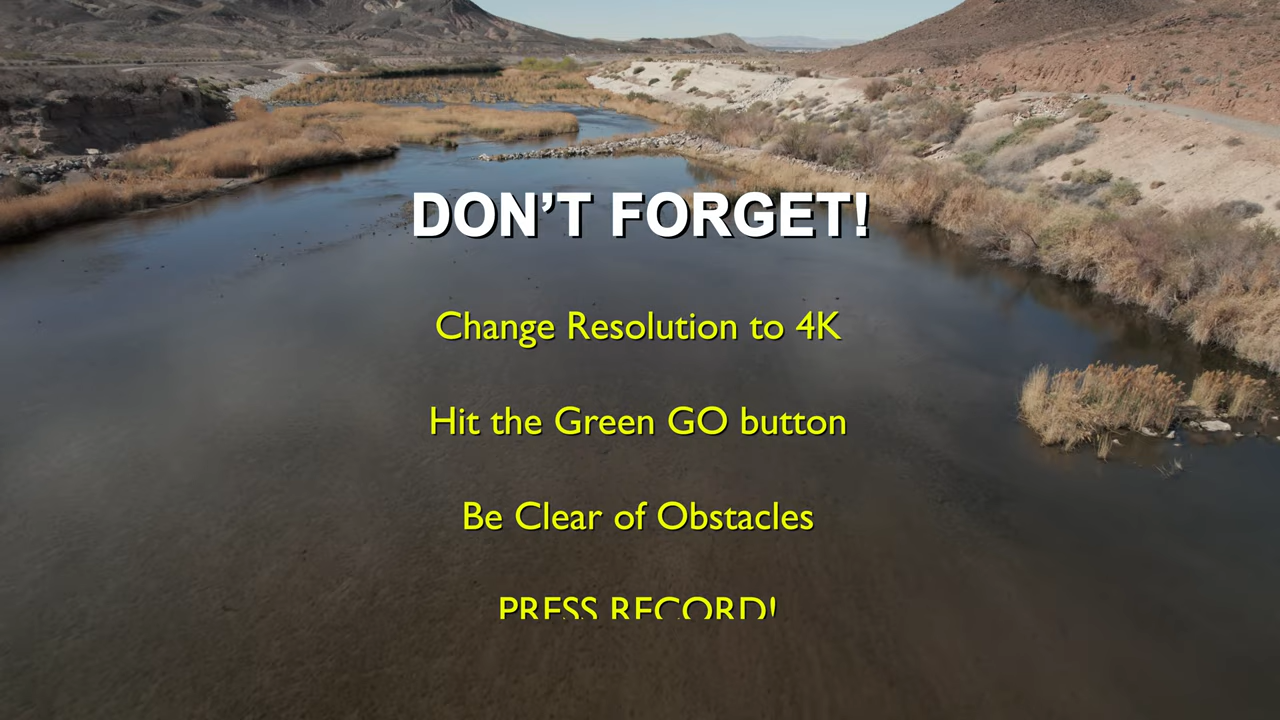 DON’T FORGET!
Change Resolution to 4K
Hit the Green GO button
Be Clear of Obstacles
PRESS RECORD!